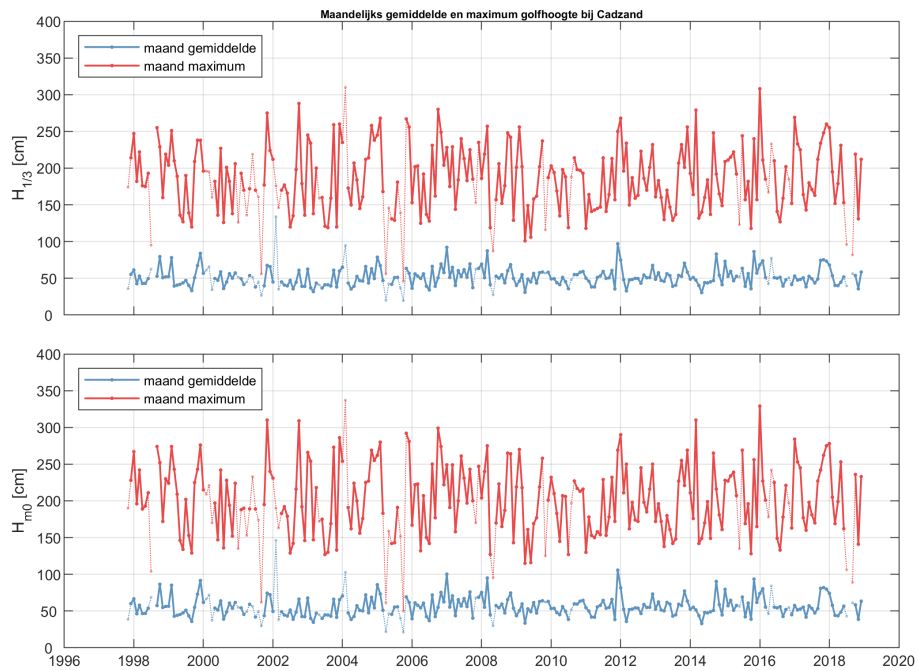 Maandelijks gemiddelde en maximum golfhoogte bij Cadzand
400
350
300
250
200
150
100
50
0
H1/3 [cm]
maand gemiddelde
maand maximum
400
350
300
250
200
150
100
50
0
Hm0 [cm]
maand gemiddelde
maand maximum
1996 1998 2000 2002 2004 2006 2008 2010 2012 2014 2016 2018 2020